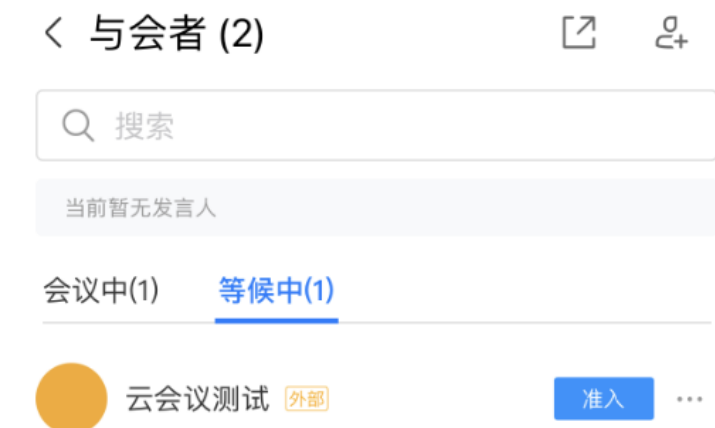 与会者 (2)
搜索
当前暂无发言人
会议中(1) 等候中(1)
云会议测试 外部 准入